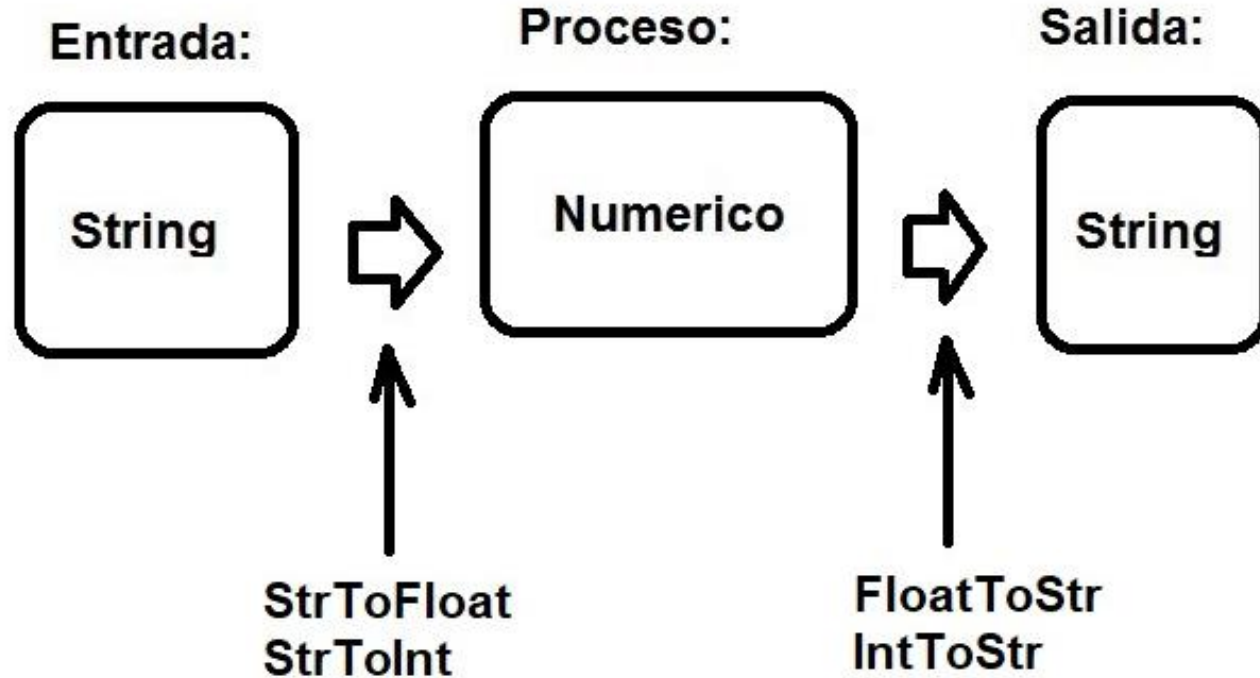 Entrada:
Proceso:
Salida:
String
Numerico
String
StrToFloat
StrToInt
FloatToStr
IntToStr